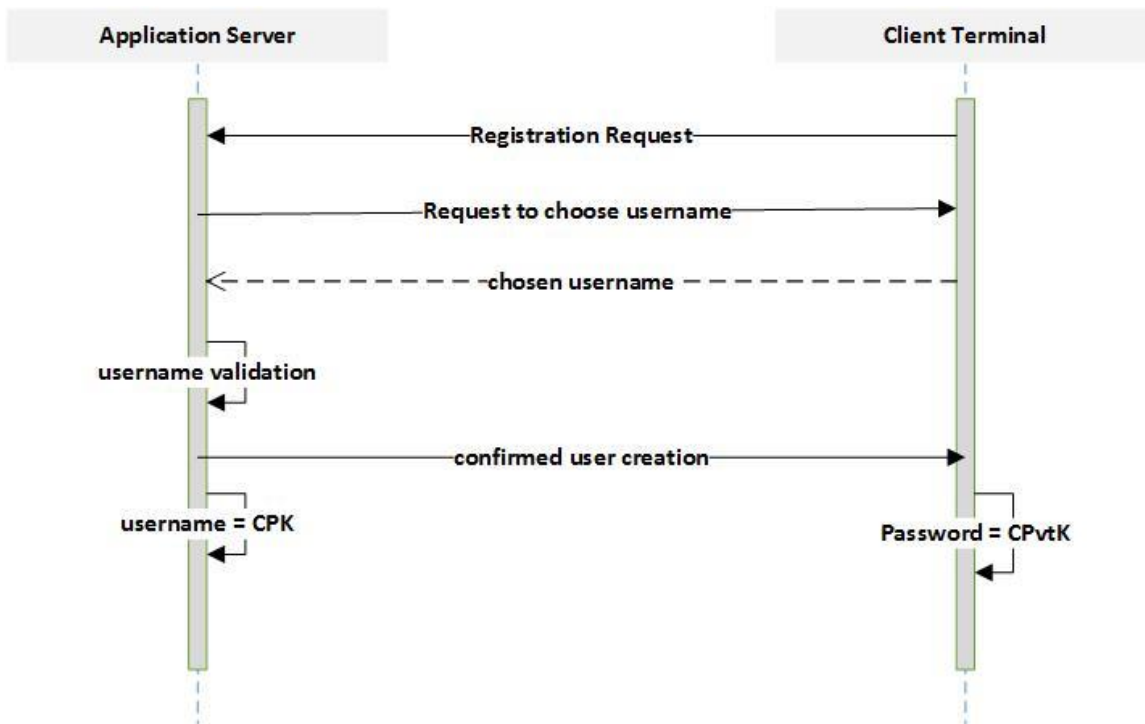 Application Server
Client Terminal
Registration Request
Request to choose username
chosen username
username validation
confirmed user creation
username = CPK
Password = CPvtK